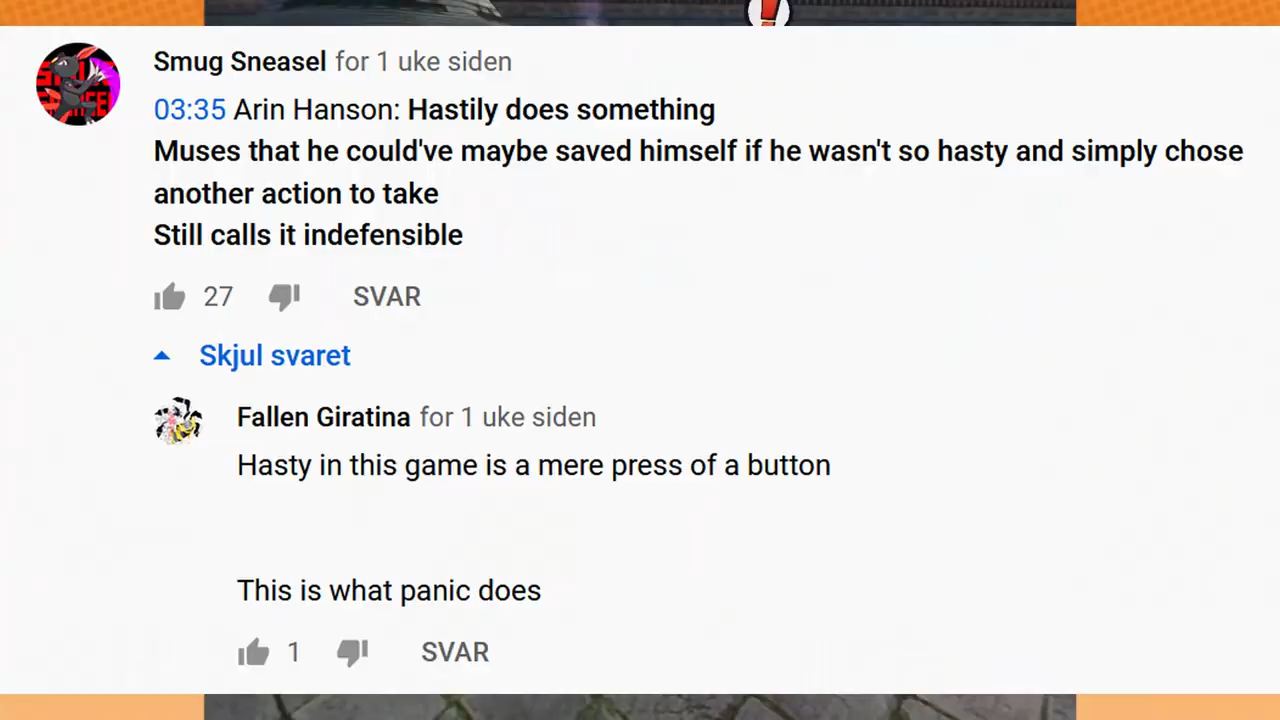 Smug Sneasel for 1 uke siden
03:35 Arin Hanson: Hastily does something
Muses that he could've maybe saved himself if he wasn't so hasty and simply chose
another action to take
Still calls it indefensible
27 SVAR
Skjul svaret
Fallen Giratina for 1 uke siden
Hasty in this game is a mere press of a button
This is what panic does
1 SVAR